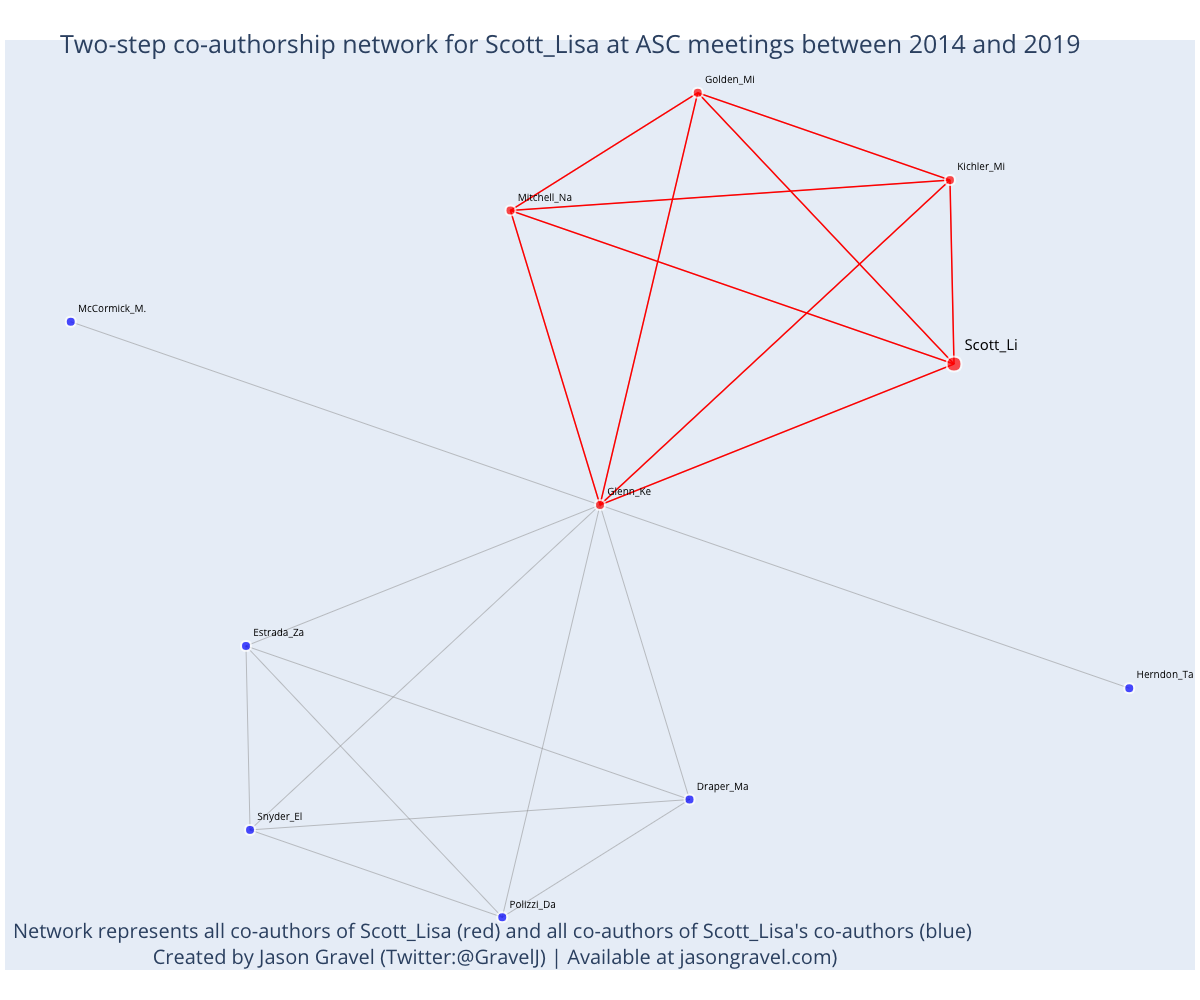 Two-step co-authorship network for Scott_Lisa at ASC meetings between 2014 and 2019
Golden_Mi
Kichler_Mi
Mitchell_Na
McCormick_M.
Scott_Li
Glenn_Ke
Estrada_Za
Herndon_Ta
Draper_Ma
Snyder_El
Polizzi_Da
Network represents all co-authors of Scott_Lisa (red) and all co-authors of Scott_Lisa's co-authors (blue)
Created by Jason Gravel (Twitter:@GravelJ) | Available at jasongravel.com)